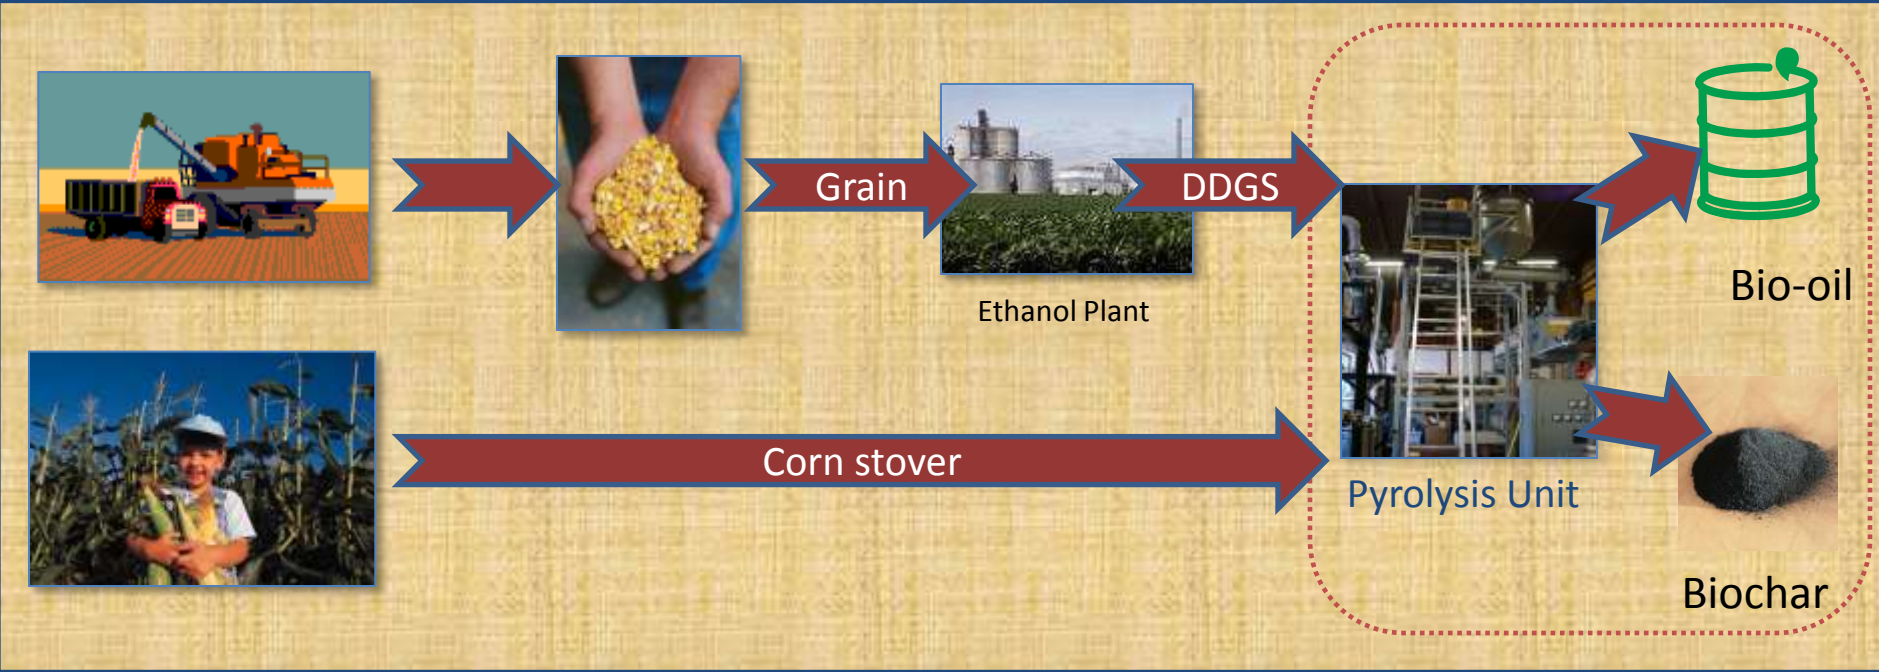 Grain
DDGS
Ethanol Plant
Bio-oil
Corn stover
Pyrolysis Unit
Biochar